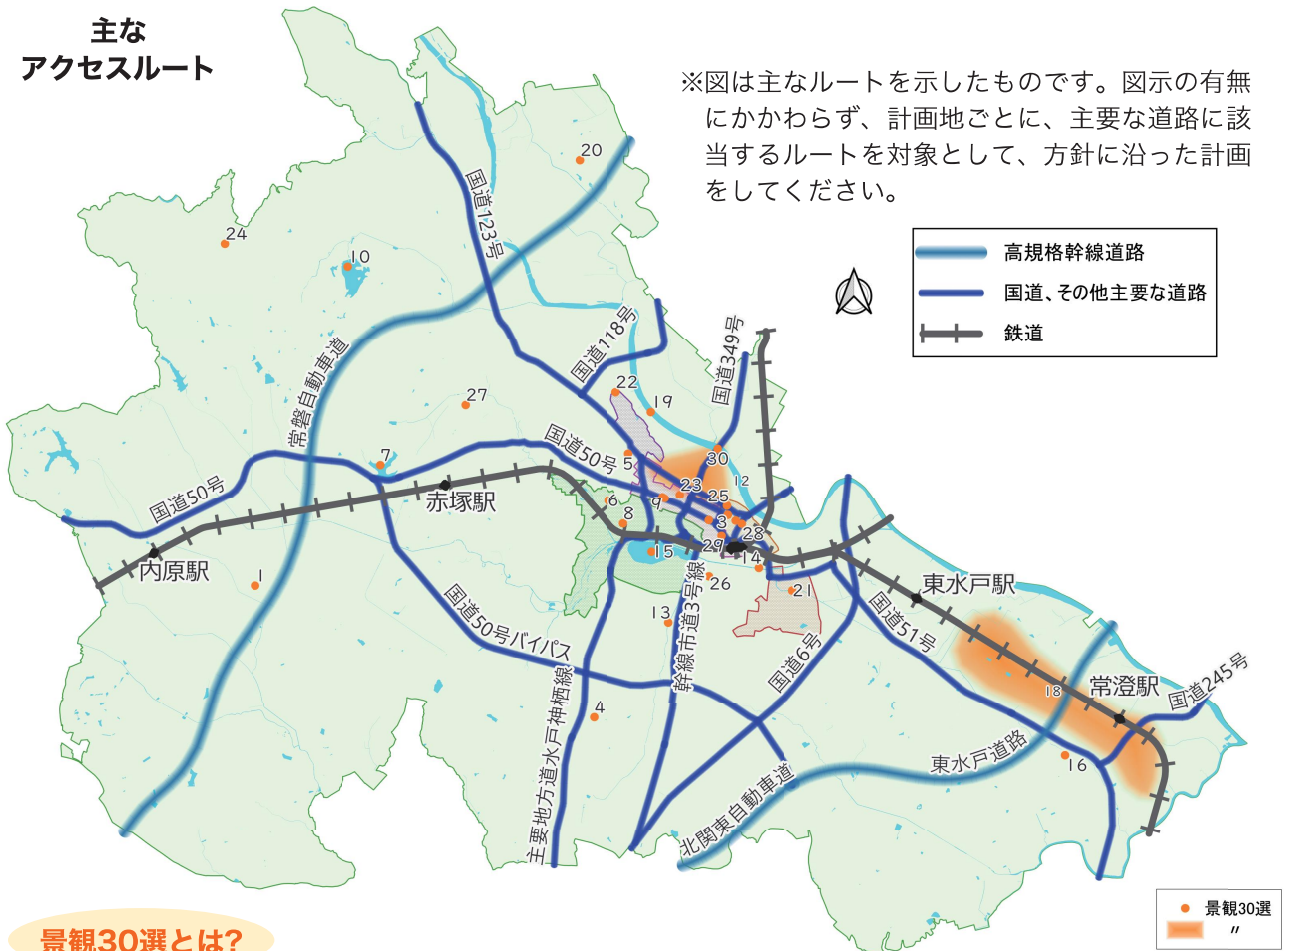 主な
アクセスルート
※図は主なルートを示したものです。図示の有無
にかかわらず、計画地ごとに、主要な道路に該
当するルートを対象として、方針に沿った計画
をしてください。
高規格幹線道路
国道、その他主要な道路
鉄道
20
国道123号
24
10
国道118号
国道349号
常磐自動車道
22
27
19
国道50号
5
30
7
12
23
国道50号
赤塚駅
25
6
9
8
3
28
29
15
14
内原駅
1
26
21
東水戸駅
国道50号バイパス
13
幹線市道3号線
国道6号
国道51号
18
常澄駅
国道245号
4
主要地方道水戸神栖線
東水戸道路
16
北関東自動車道
景観30選
〃
景観30選とは?